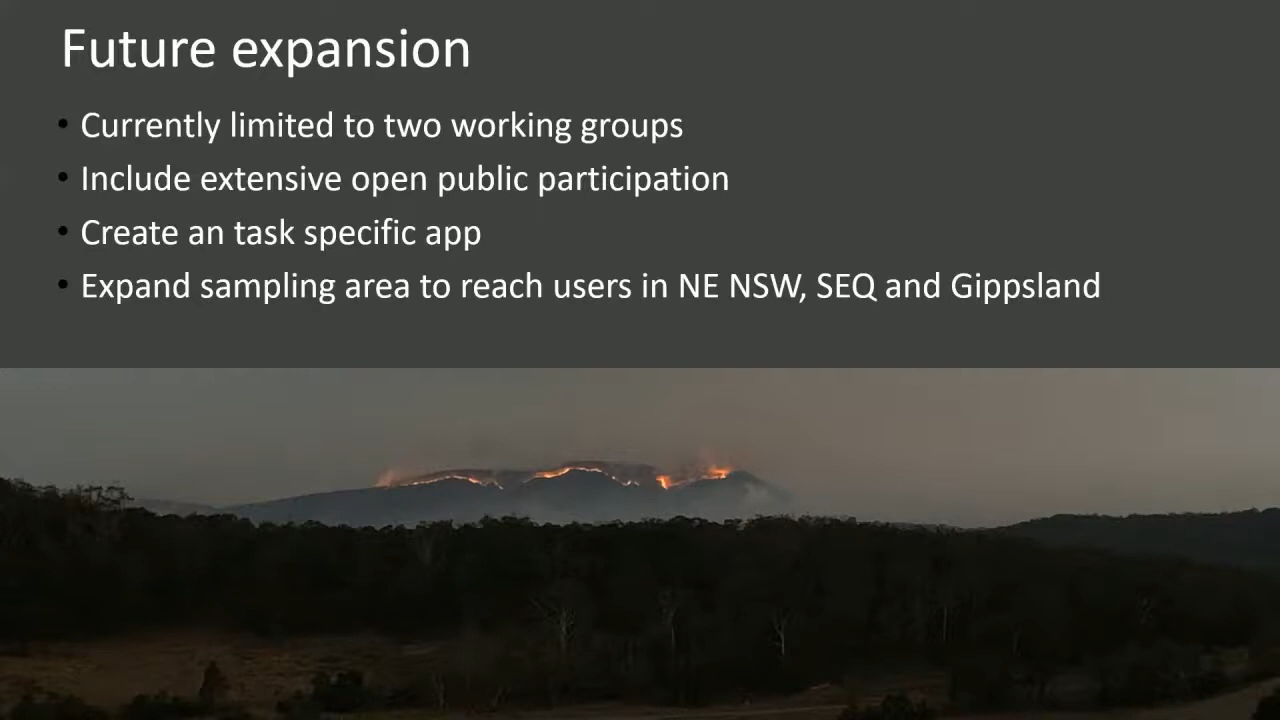 Future expansion
• Currently limited to two working groups
• Include extensive open public participation
• Create an task specific app
• Expand sampling area to reach users in NE NSW, SEQ and Gippsland